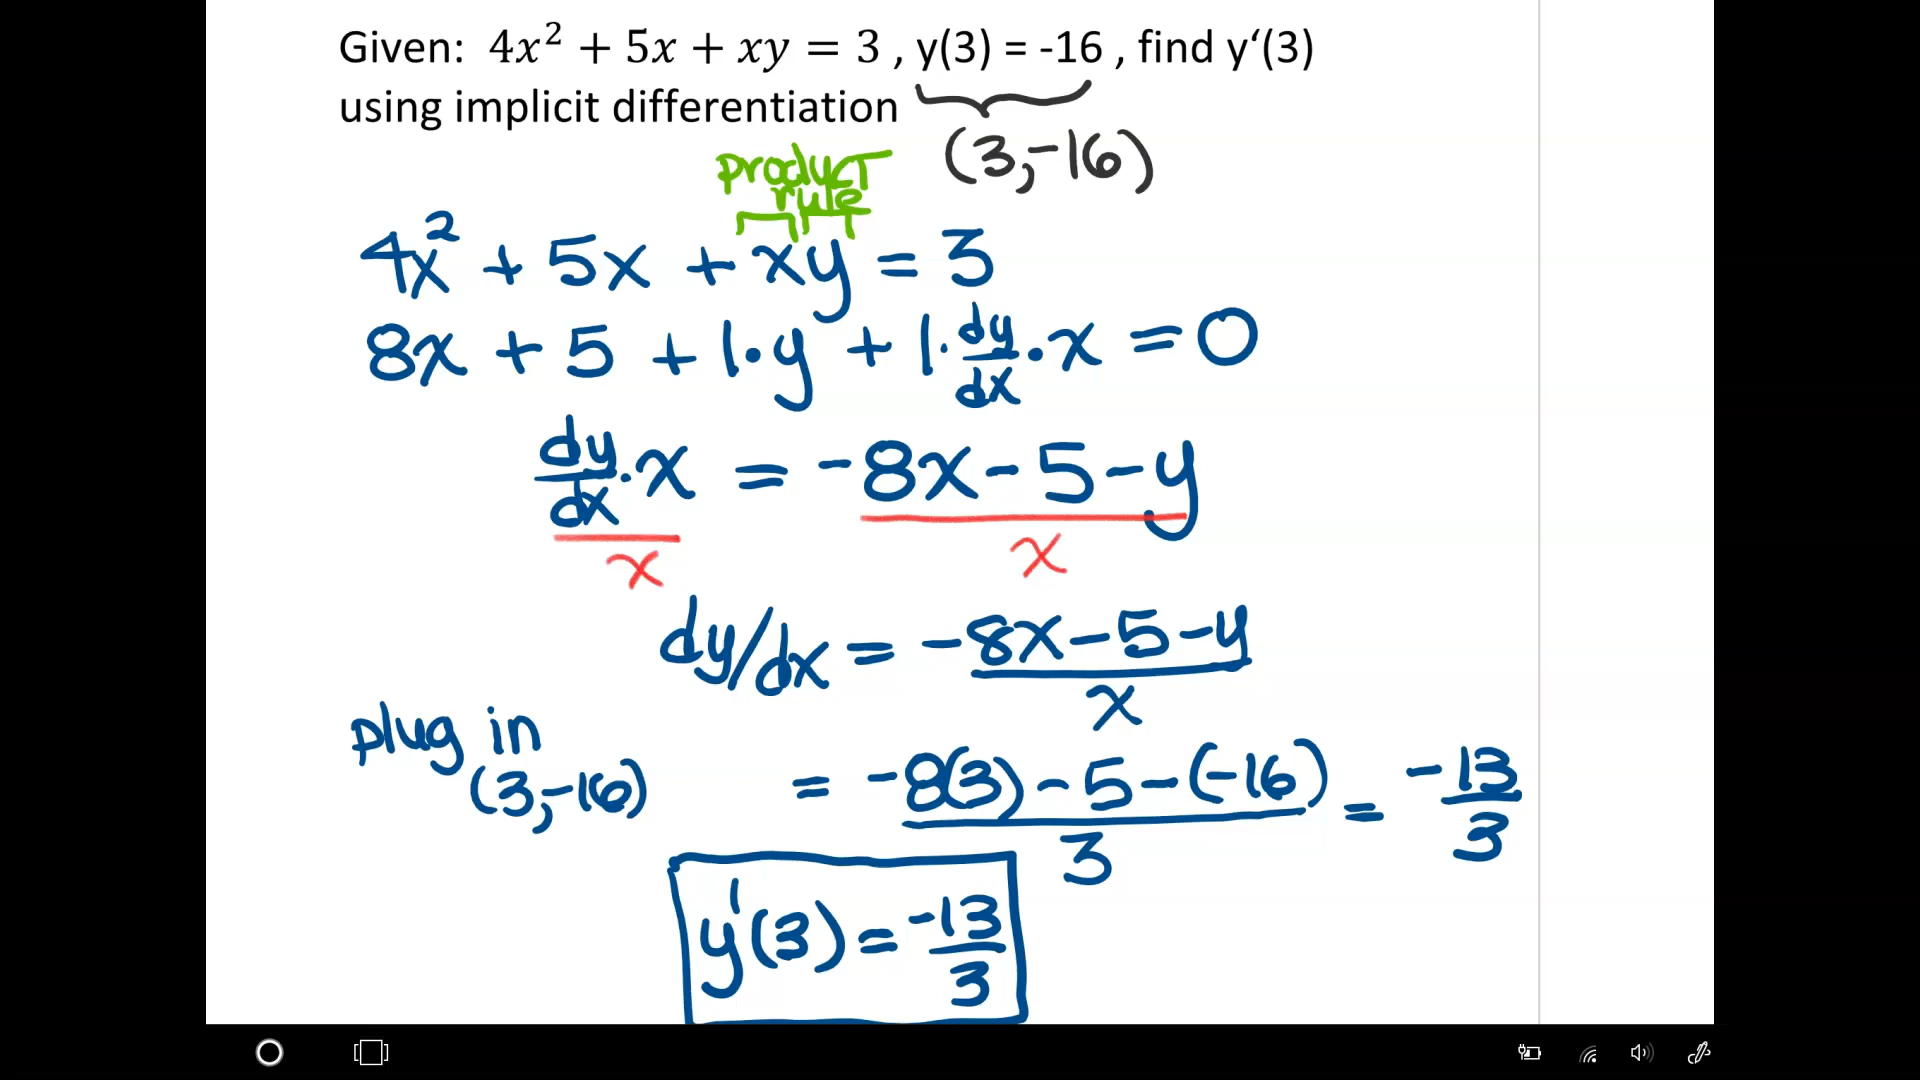 Given: 4x² + 5x + xy = 3 , y(3) = -16 , find y‘(3)
using implicit differentiation
(3,-16)
product
rule
4x² + 5x + xy = 3
8x + 5 + 1·y + 1·dy/dx·x = 0
dy/dx·x = -8x-5-y
x x
dy/dx = -8x-5-y
x
plug in
(3,-16)
= -8(3)-5-(-16) / 3 = -13/3
y'(3) = -13/3